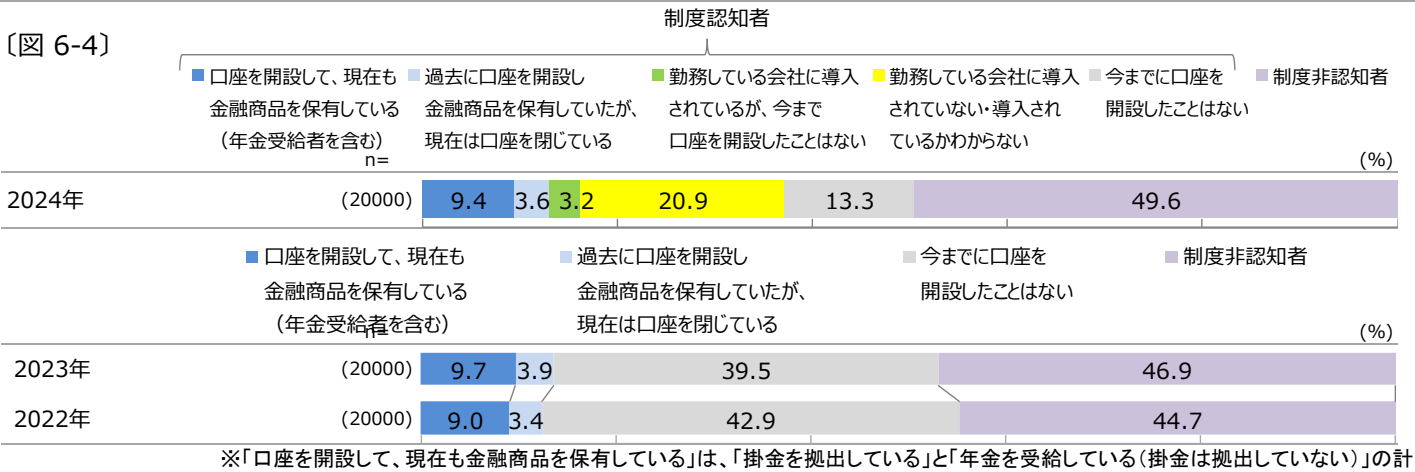 制度認知者
〔図 6-4〕
■口座を開設して、現在も ■過去に口座を開設し ■勤務している会社に導入 ■勤務している会社に導入 ■今までに口座を ■制度非認知者
金融商品を保有している 金融商品を保有していたが、 されているが、今まで されていない・導入され 開設したことはない
（年金受給者を含む） 現在は口座を閉じている 口座を開設したことはない ているかわからない
n= (%)
2024年 (20000) 9.4 3.6 3.2 20.9 13.3 49.6
■口座を開設して、現在も ■過去に口座を開設し ■今までに口座を ■制度非認知者
金融商品を保有している 金融商品を保有していたが、 開設したことはない
（年金受給者を含む） 現在は口座を閉じている
n= (%)
2023年 (20000) 9.7 3.9 39.5 46.9
2022年 (20000) 9.0 3.4 42.9 44.7
※「口座を開設して、現在も金融商品を保有している」は、「掛金を拠出している」と「年金を受給している（掛金は拠出していない）」の計